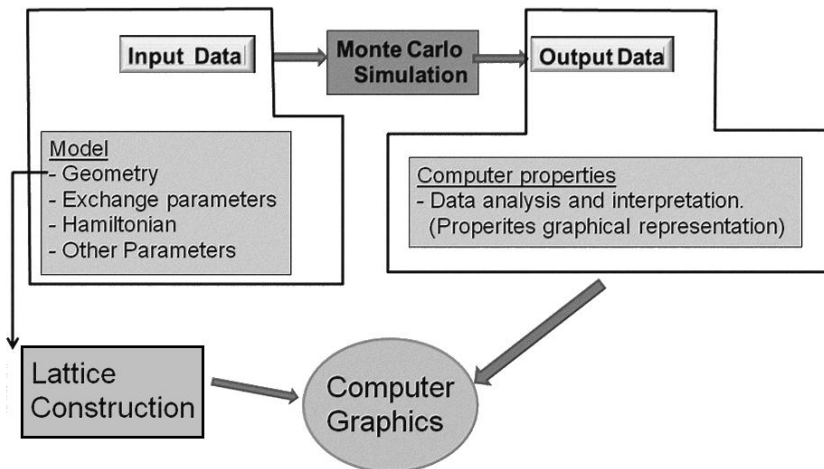 Input Data
Monte Carlo
Simulation
Output Data
Model
- Geometry
- Exchange parameters
- Hamiltonian
- Other Parameters
Computer properties
- Data analysis and interpretation.
(Properites graphical representation)
Lattice
Construction
Computer
Graphics